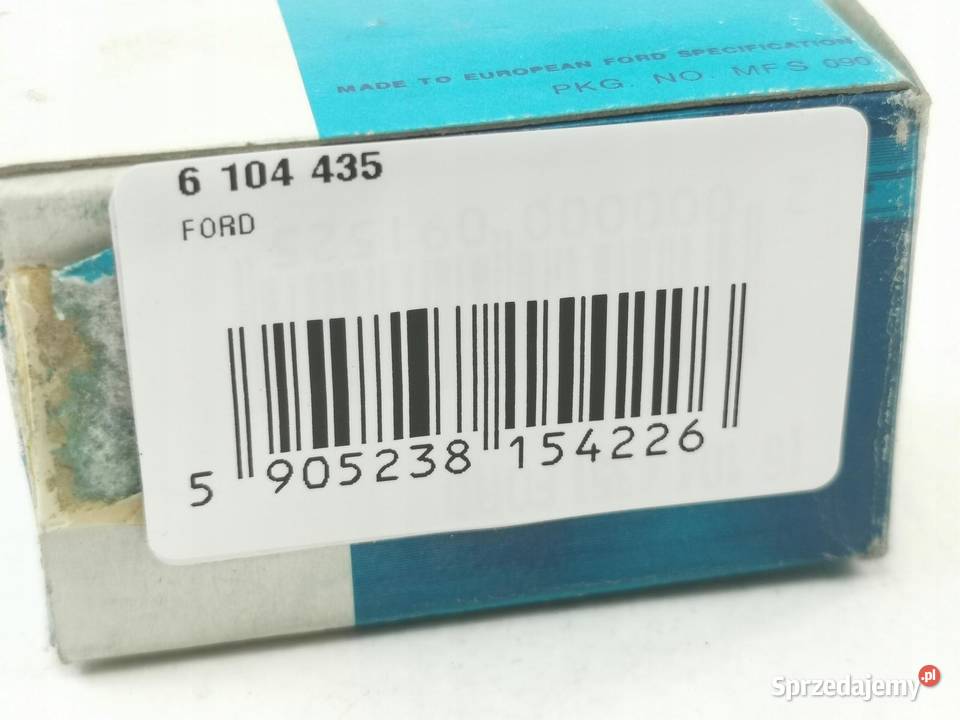 MADE TO EUROPEAN FORD SPECIFICATION
PKG. NO. MFS 090
6 104 435
FORD
5 905238 154226
Sprzedajemy.pl